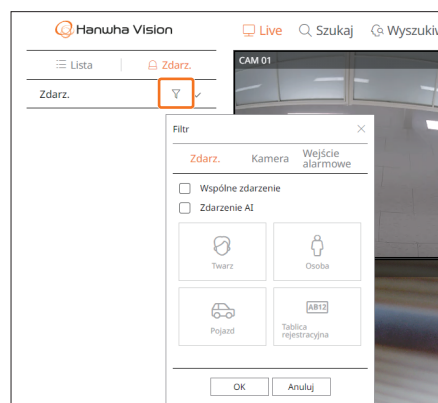 Hanwha Vision
Live
Szukaj
Lista
Zdarz.
CAM 01
Zdarz.
Filtr
Zdarz.
Kamera
Wejście
alarmowe
Wspólne zdarzenie
Zdarzenie AI
Twarz
Osoba
AB12
Pojazd
Tablica
rejestracyjna
OK
Anuluj